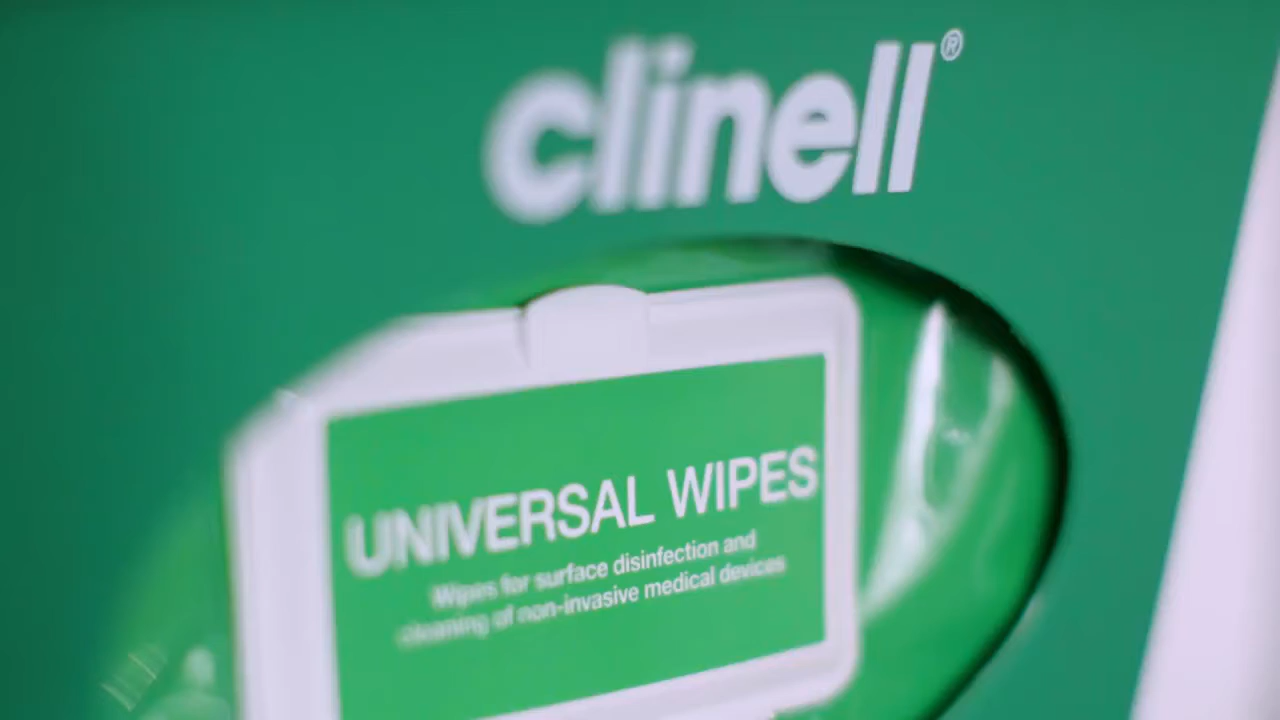 clinell®
UNIVERSAL WIPES
Wipes for surface disinfection and
cleaning of non-invasive medical devices